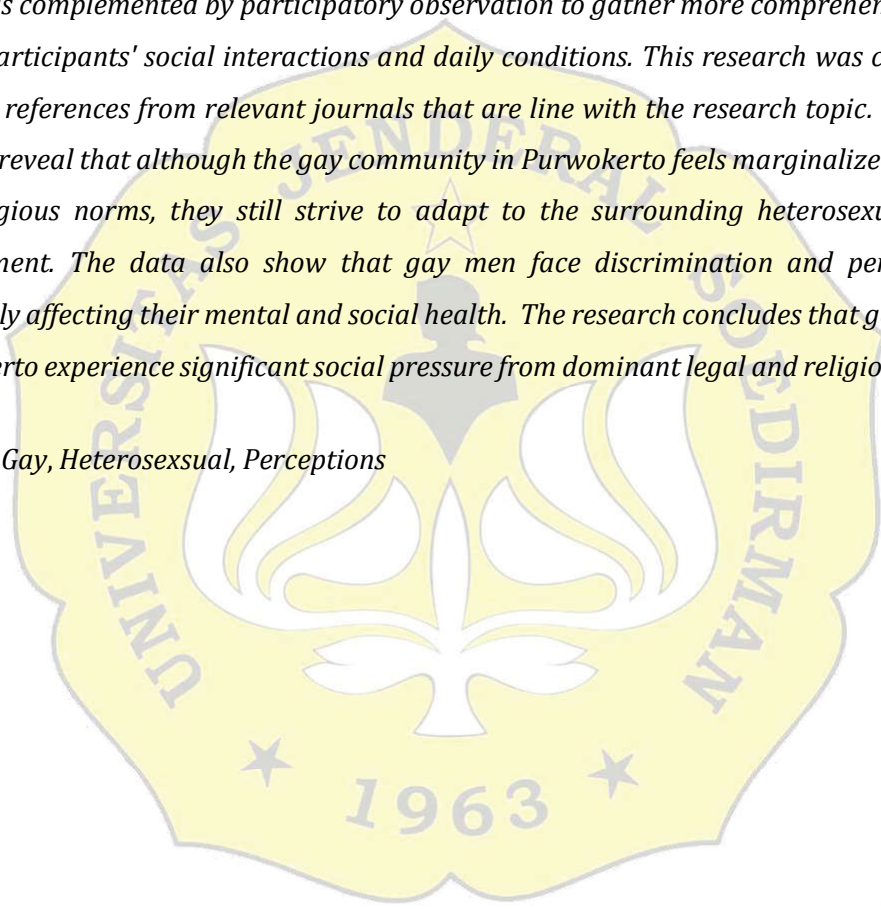 s complemented by participatory observation to gather more comprehen
articipants' social interactions and daily conditions. This research was c
references from relevant journals that are line with the research topic.
reveal that although the gay community in Purwokerto feels marginalize
gious norms, they still strive to adapt to the surrounding heterosexu
ment. The data also show that gay men face discrimination and per
ly affecting their mental and social health. The research concludes that g
erto experience significant social pressure from dominant legal and religio
Gay, Heterosexsual, Perceptions
UNIVERSITAS JENDERAL SOEDIRMAN
1963